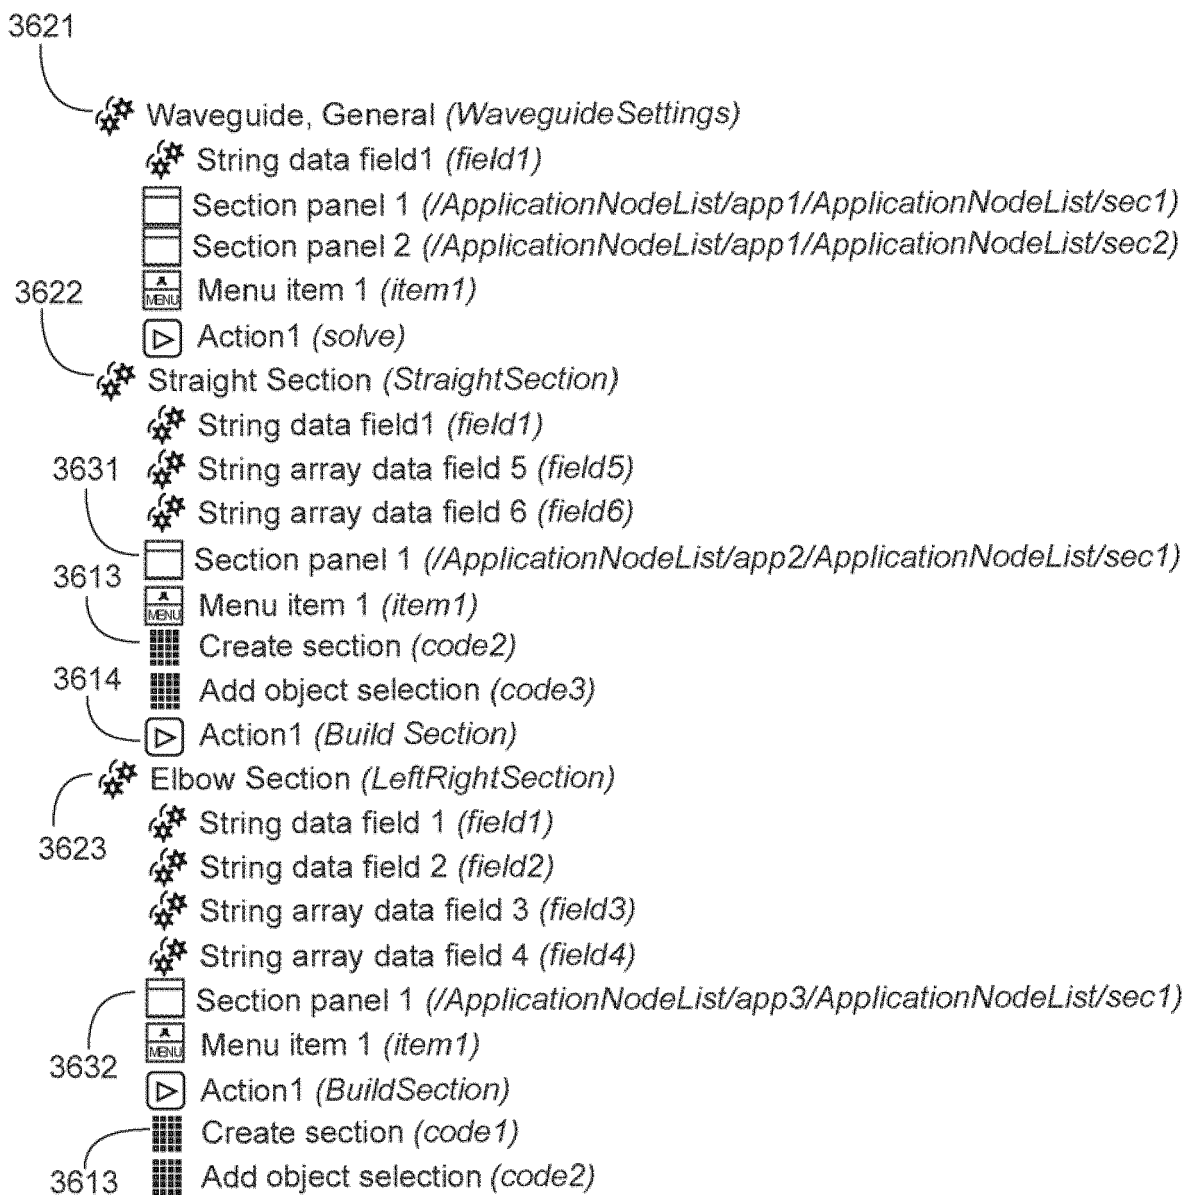 3621
Waveguide, General (WaveguideSettings)
String data field1 (field1)
Section panel 1 (/ApplicationNodeList/app1/ApplicationNodeList/sec1)
Section panel 2 (/ApplicationNodeList/app1/ApplicationNodeList/sec2)
3622 MENU Menu item 1 (item1)
Action1 (solve)
Straight Section (StraightSection)
String data field1 (field1)
3631 String array data field 5 (field5)
String array data field 6 (field6)
Section panel 1 (/ApplicationNodeList/app2/ApplicationNodeList/sec1)
3613 MENU Menu item 1 (item1)
Create section (code2)
3614 Add object selection (code3)
Action1 (Build Section)
Elbow Section (LeftRightSection)
String data field 1 (field1)
3623 String data field 2 (field2)
String array data field 3 (field3)
String array data field 4 (field4)
Section panel 1 (/ApplicationNodeList/app3/ApplicationNodeList/sec1)
MENU Menu item 1 (item1)
3632 Action1 (BuildSection)
Create section (code1)
3613 Add object selection (code2)